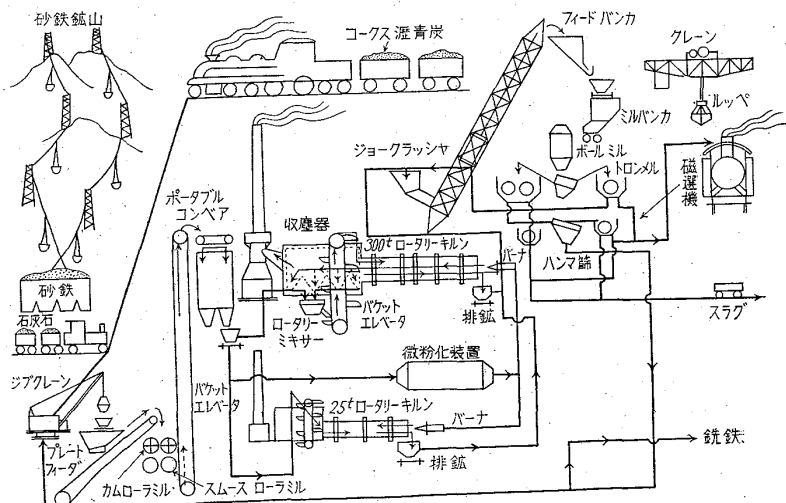 砂鉄鉱山
コークス瀝青炭
フィード バンカ
クレーン
ルッペ
ミルバンカ
ボールミル
トロンメル
ジョークラッシャ
磁選機
ポータブル
コンベア
収塵器
300tロータリーキルン
バーナ
ハンマ篩
砂鉄
石灰石
ロータリー
ミキサー
バケット
エレベータ
排鉱
スラグ
微粉化装置
ジブクレーン
バケット
エレベータ
25tロータリーキルン
バーナ
プレート
フィーダ
排鉱
銑鉄
カムローラミル
スムース ローラミル